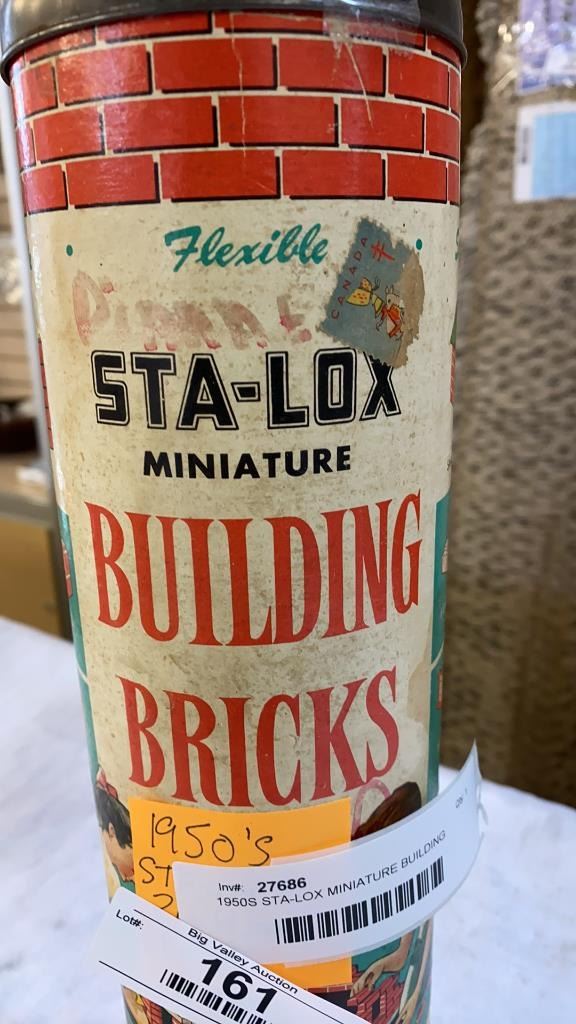 Flexible
CANADA
STA-LOX
MINIATURE
BUILDING
BRICKS
1950's
ST
Inv#: 27686
1950S STA-LOX MINIATURE BUILDING
Lot#:
Big Valley Auction
161